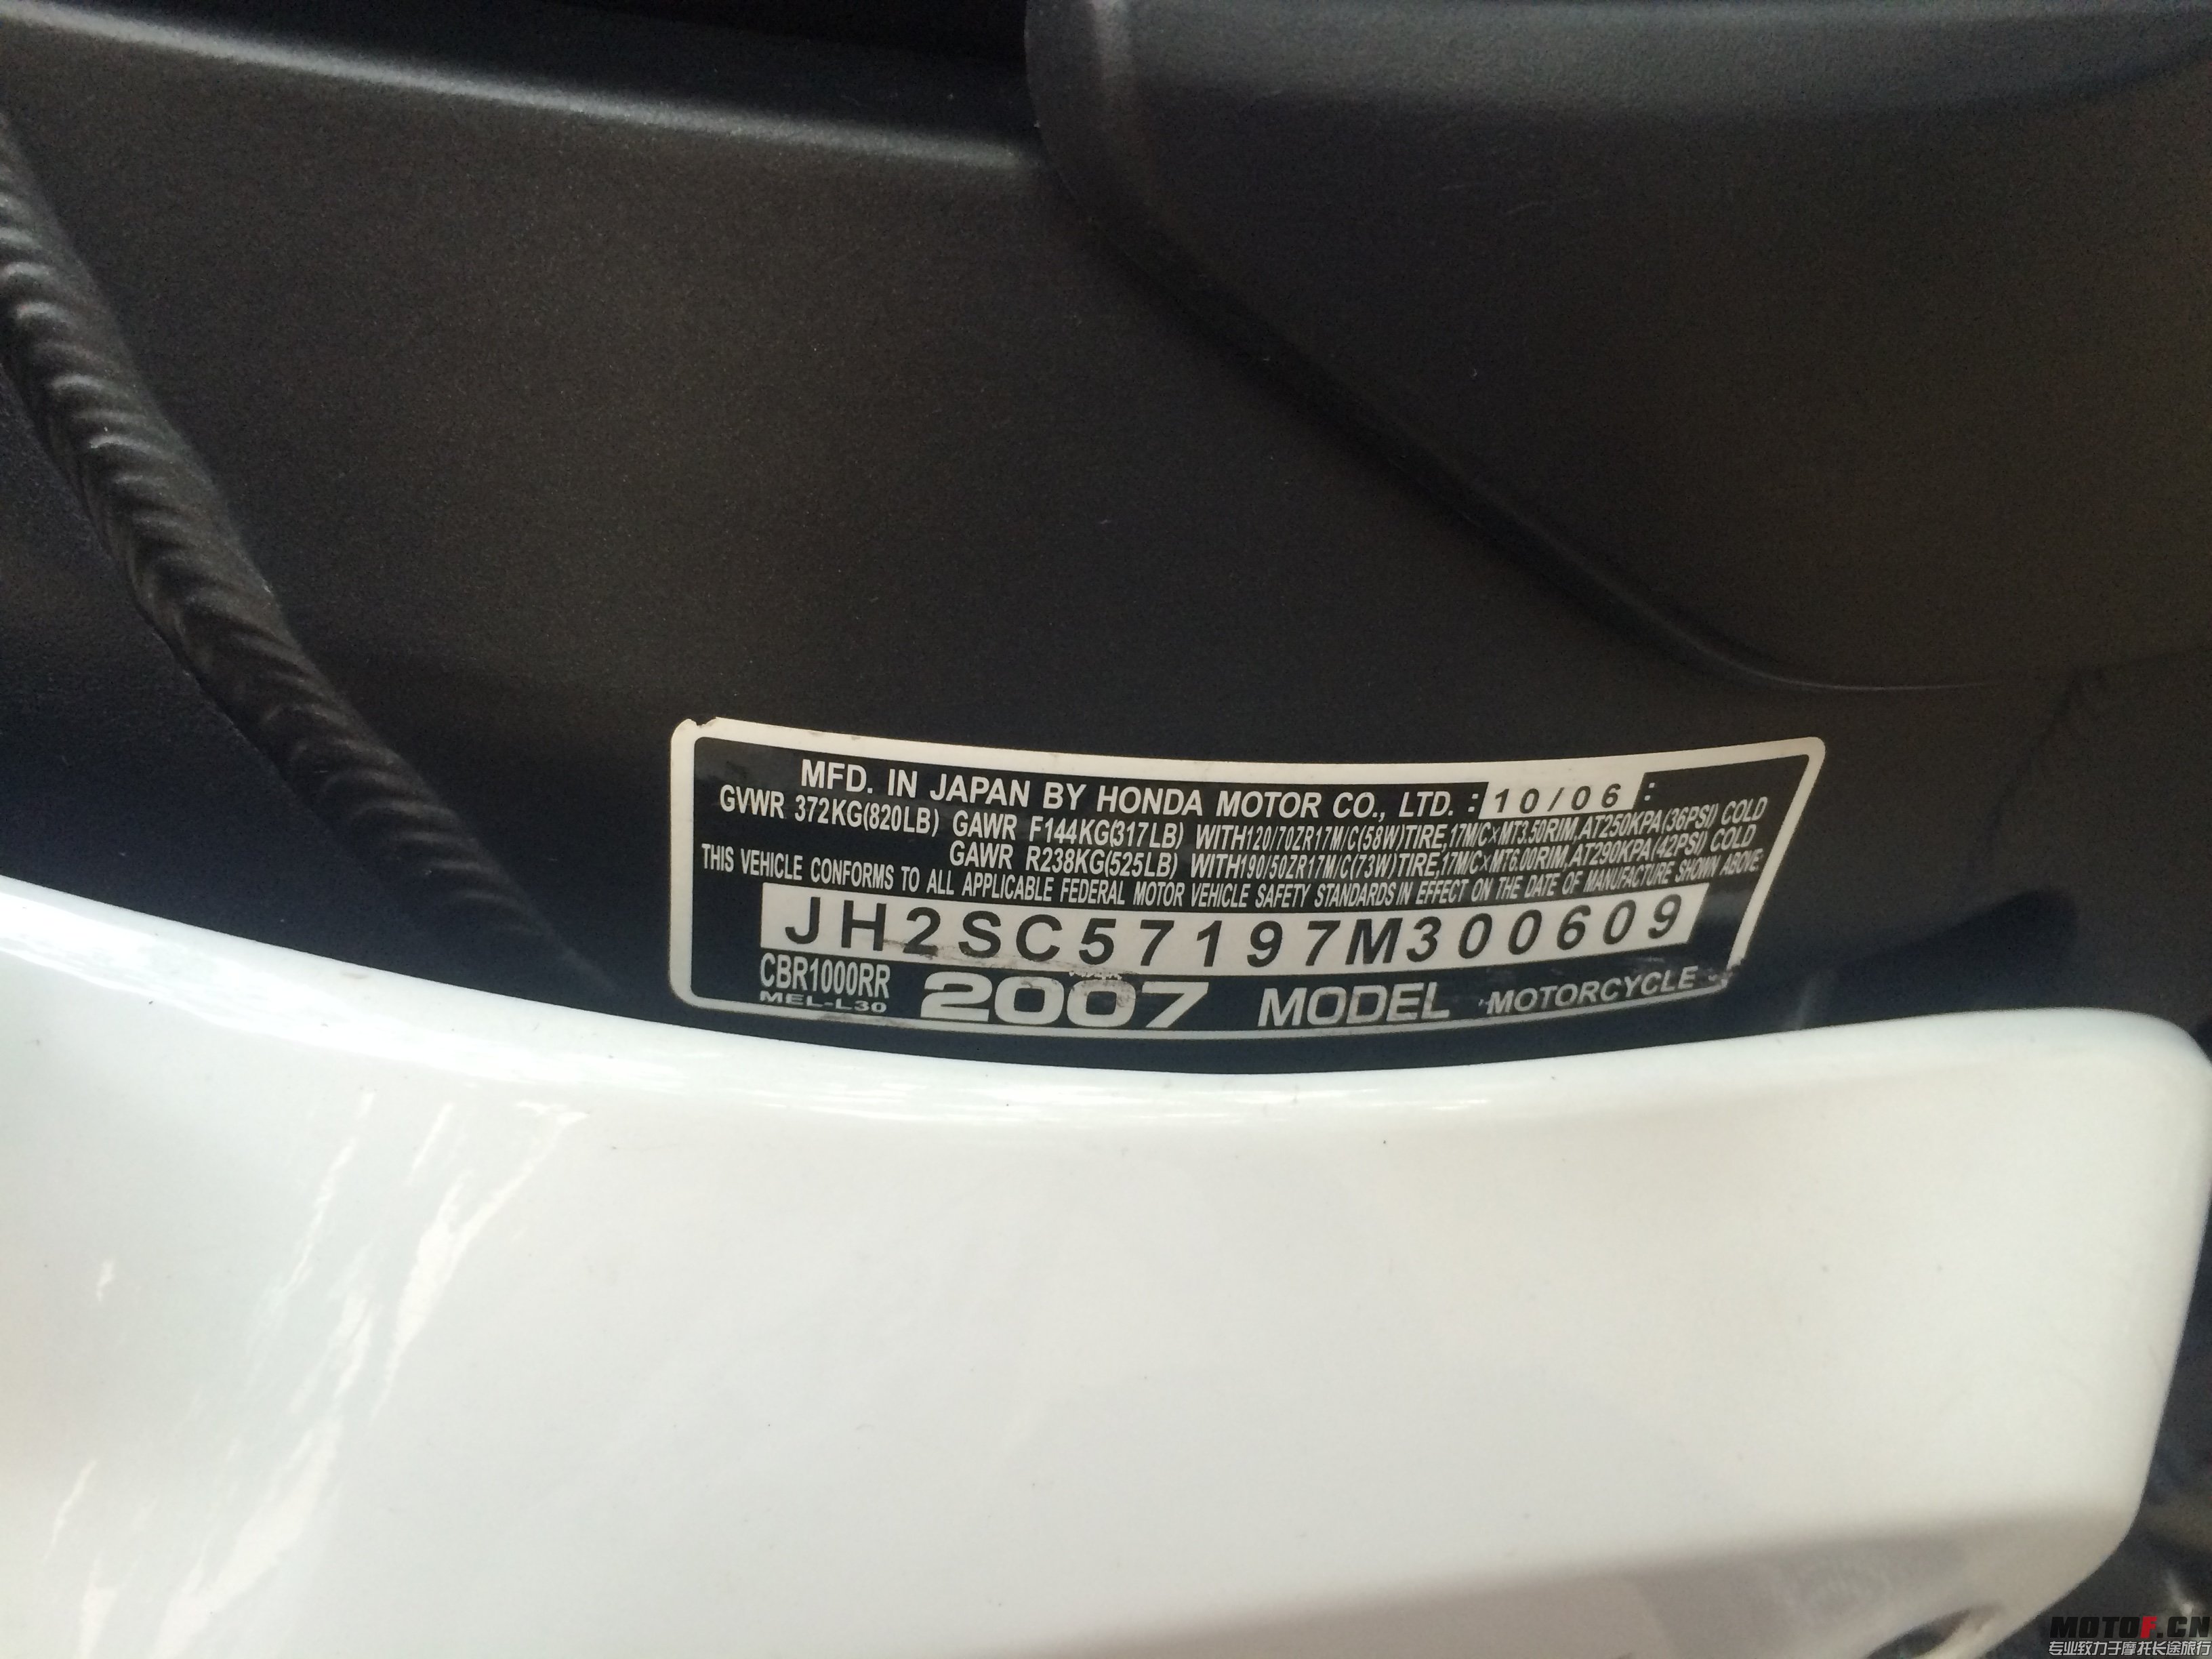 MFD. IN JAPAN BY HONDA MOTOR CO., LTD. : 10/06 :
GVWR 372KG(820LB) GAWR F144KG(317LB) WITH120/70ZR17M/C(58W)TIRE,17M/C×MT3.50RIM,AT250KPA(36PSI) COLD
GAWR R238KG(525LB) WITH190/50ZR17M/C(73W)TIRE,17M/C×MT6.00RIM,AT290KPA(42PSI) COLD
THIS VEHICLE CONFORMS TO ALL APPLICABLE FEDERAL MOTOR VEHICLE SAFETY STANDARDS IN EFFECT ON THE DATE OF MANUFACTURE SHOWN ABOVE.
JH2SC57197M300609
CBR1000RR 2007 MODEL MOTORCYCLE
MEL-L30
MOTOF.CN
专业致力于摩托长途旅行